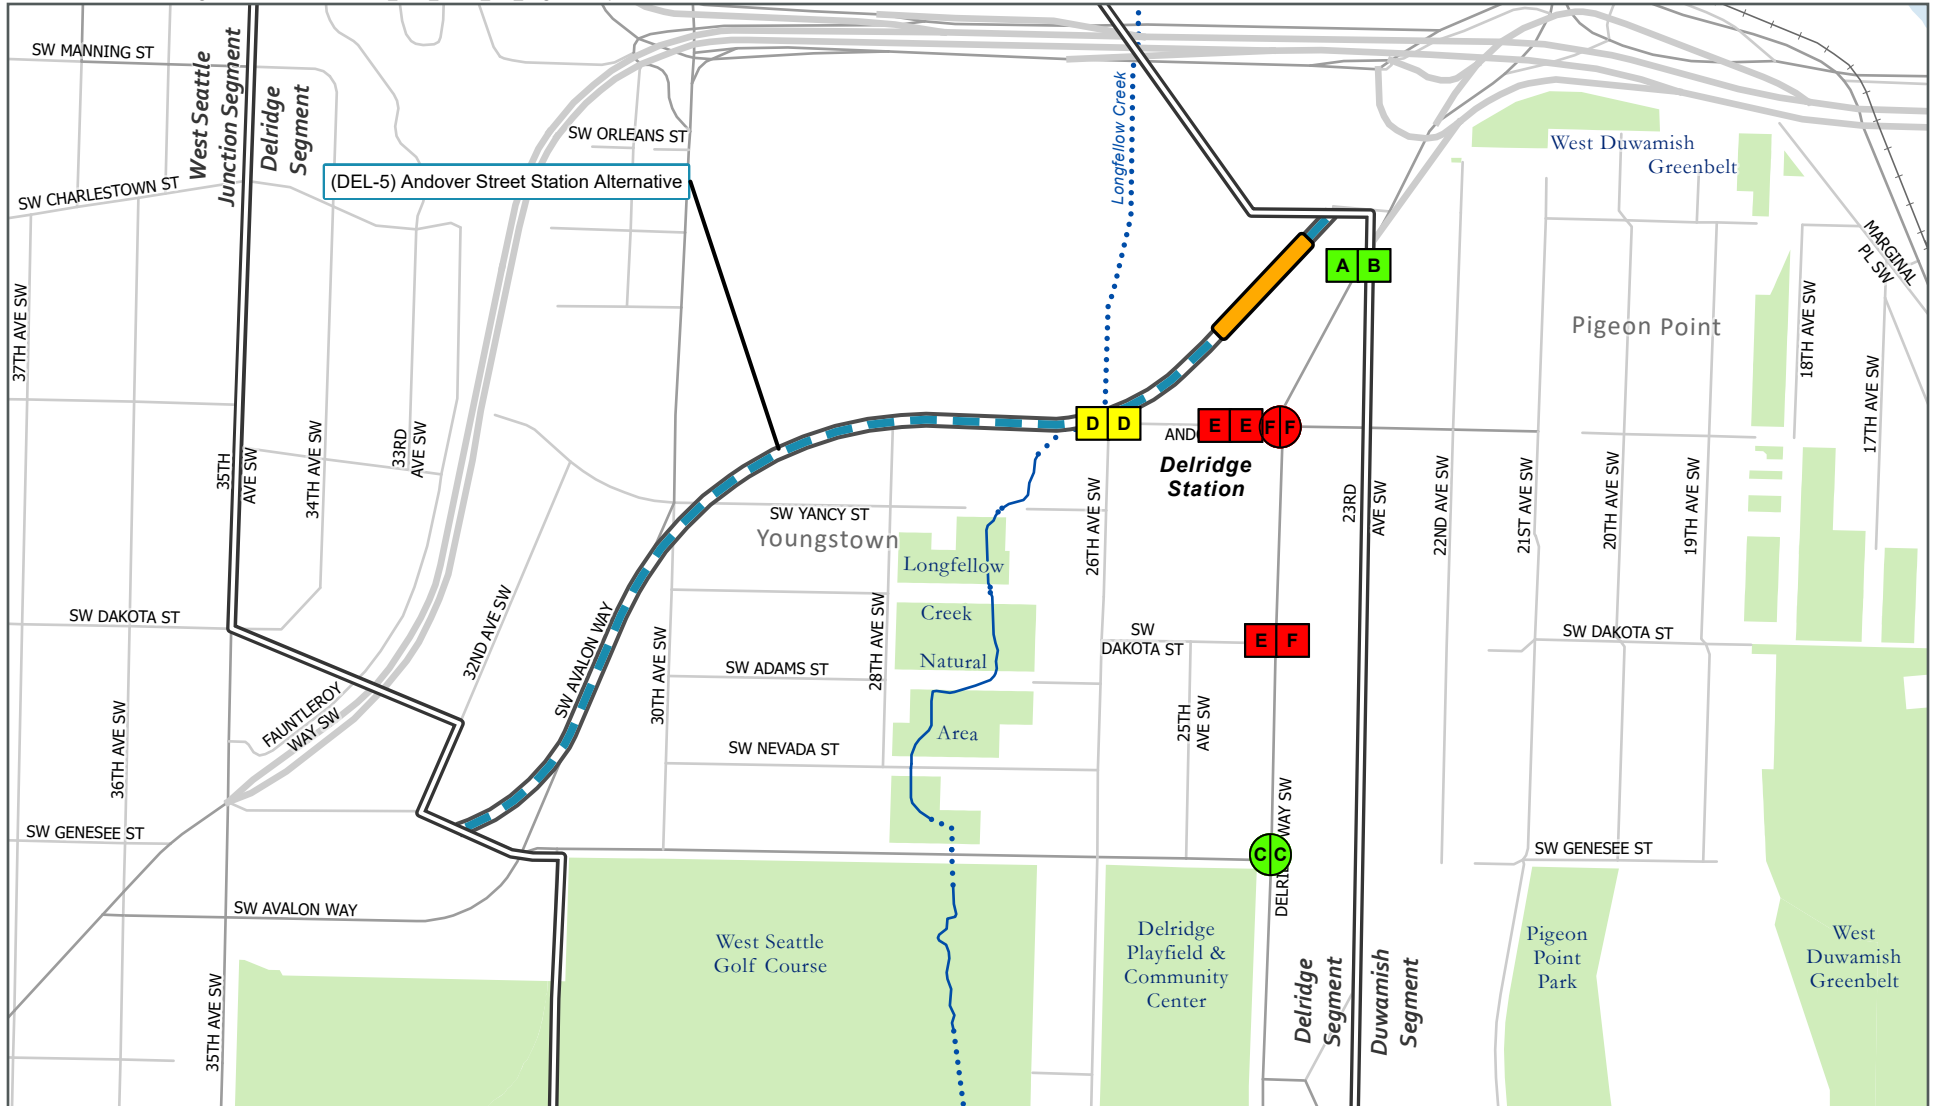 SW MANNING ST
West Seattle
Junction Segment
Delridge
Segment
SW ORLEANS ST
Longfellow Creek
West Duwamish
Greenbelt
(DEL-5) Andover Street Station Alternative
SW CHARLESTOWN ST
MARGINAL
PL SW
A B
37TH AVE SW
Pigeon Point
18TH AVE SW
17TH AVE SW
D D
E E F F
Delridge
Station
35TH
AVE SW
34TH AVE SW
33RD
AVE SW
SW YANCY ST
Youngstown
26TH AVE SW
23RD
AVE SW
22ND AVE SW
21ST AVE SW
20TH AVE SW
19TH AVE SW
Longfellow
Creek
Natural
Area
SW DAKOTA ST
32ND AVE SW
SW AVALON WAY
30TH AVE SW
28TH AVE SW
SW ADAMS ST
SW
DAKOTA ST
E F
SW DAKOTA ST
FAUNTLEROY
WAY SW
36TH AVE SW
SW NEVADA ST
25TH
AVE SW
WAY SW
SW GENESEE ST
C C
SW GENESEE ST
SW AVALON WAY
West Seattle
Golf Course
Delridge
Playfield &
Community
Center
Pigeon
Point
Park
West
Duwamish
Greenbelt
35TH AVE SW
Delridge
Segment
Duwamish
Segment